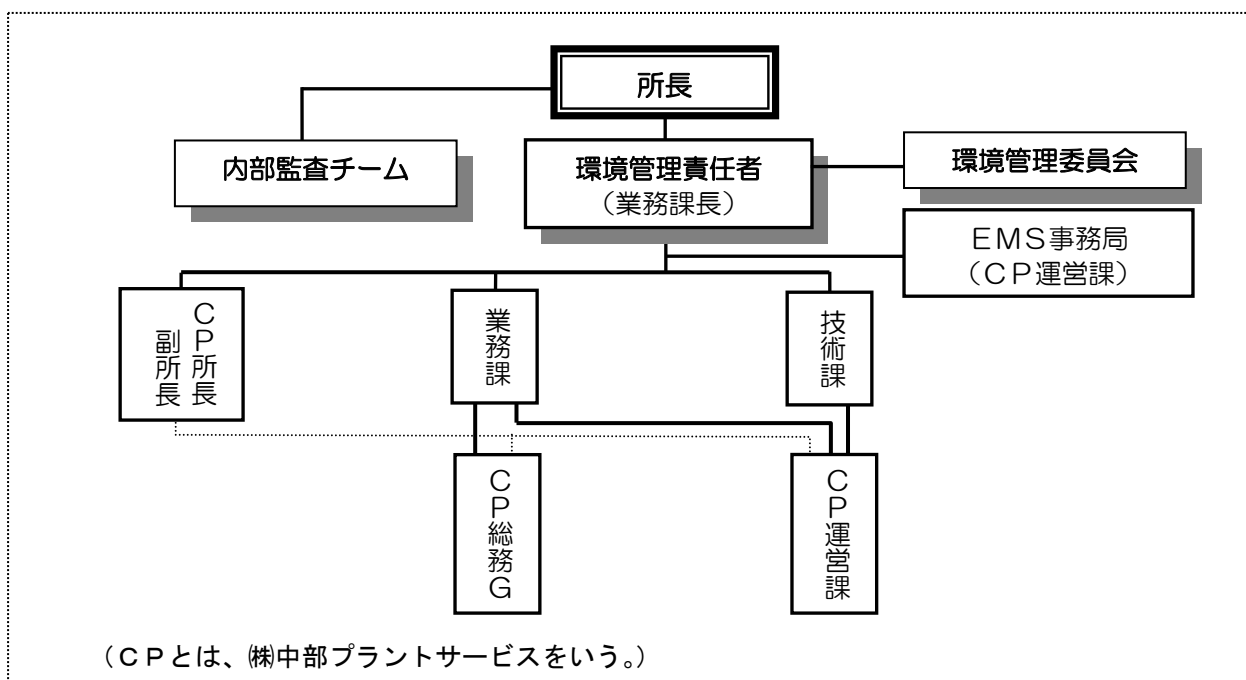 所長
内部監査チーム
環境管理責任者
（業務課長）
環境管理委員会
ＥＭＳ事務局
（ＣＰ運営課）
ＣＰ所長
副所長
業務課
技術課
ＣＰ総務Ｇ
ＣＰ運営課
（ＣＰとは、㈱中部プラントサービスをいう。）